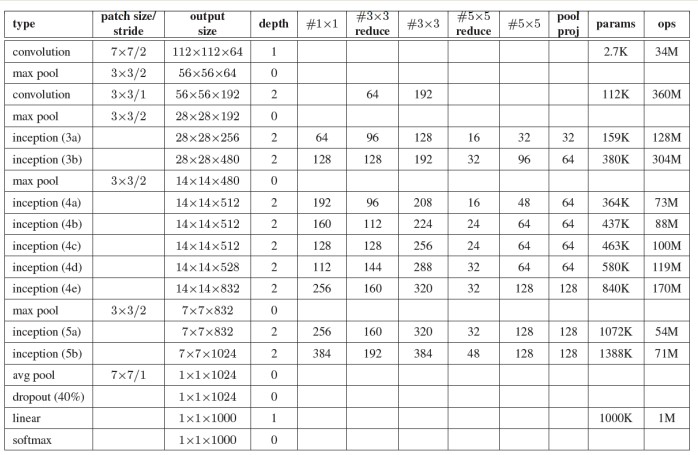 type patch size/ stride output size depth #1×1 #3×3 reduce #3×3 #5×5 reduce #5×5 pool proj params ops
convolution 7×7/2 112×112×64 1 2.7K 34M
max pool 3×3/2 56×56×64 0
convolution 3×3/1 56×56×192 2 64 192 112K 360M
max pool 3×3/2 28×28×192 0
inception (3a) 28×28×256 2 64 96 128 16 32 32 159K 128M
inception (3b) 28×28×480 2 128 128 192 32 96 64 380K 304M
max pool 3×3/2 14×14×480 0
inception (4a) 14×14×512 2 192 96 208 16 48 64 364K 73M
inception (4b) 14×14×512 2 160 112 224 24 64 64 437K 88M
inception (4c) 14×14×512 2 128 128 256 24 64 64 463K 100M
inception (4d) 14×14×528 2 112 144 288 32 64 64 580K 119M
inception (4e) 14×14×832 2 256 160 320 32 128 128 840K 170M
max pool 3×3/2 7×7×832 0
inception (5a) 7×7×832 2 256 160 320 32 128 128 1072K 54M
inception (5b) 7×7×1024 2 384 192 384 48 128 128 1388K 71M
avg pool 7×7/1 1×1×1024 0
dropout (40%) 1×1×1024 0
linear 1×1×1000 1 1000K 1M
softmax 1×1×1000 0